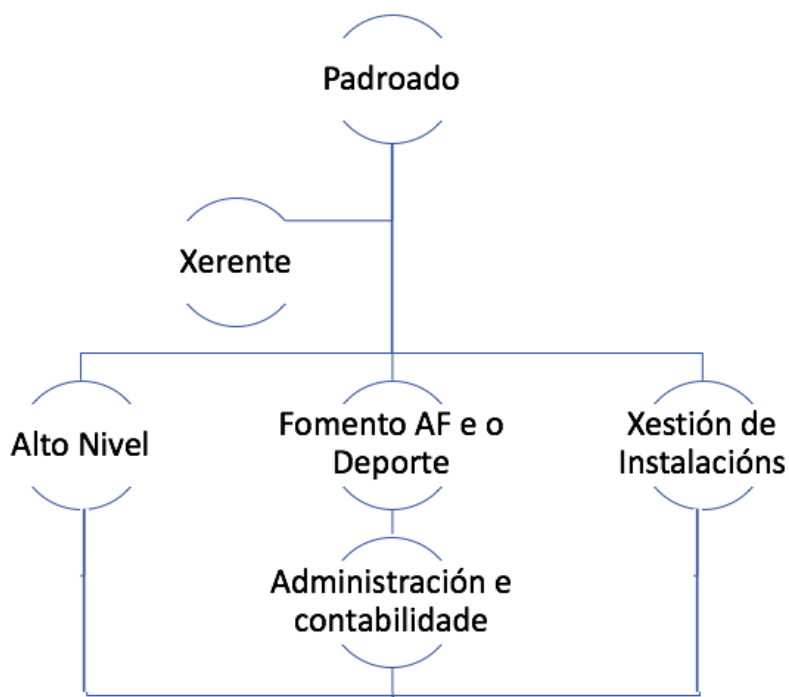 Padroado
Xerente
Alto Nivel
Fomento AF e o
Deporte
Xestión de
Instalacións
Administración e
contabilidade